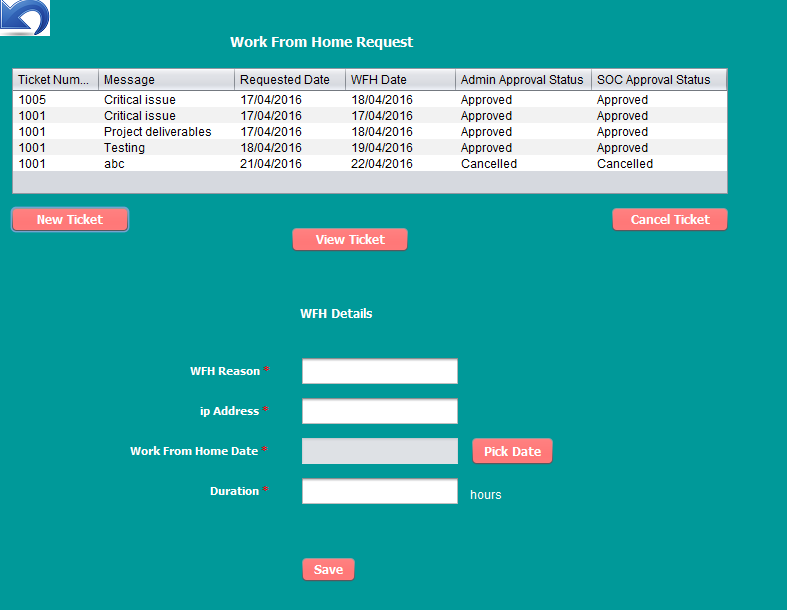 Work From Home Request
Ticket Num... Message Requested Date WFH Date Admin Approval Status SOC Approval Status
1005 Critical issue 17/04/2016 18/04/2016 Approved Approved
1001 Critical issue 17/04/2016 17/04/2016 Approved Approved
1001 Project deliverables 17/04/2016 18/04/2016 Approved Approved
1001 Testing 18/04/2016 19/04/2016 Approved Approved
1001 abc 21/04/2016 22/04/2016 Cancelled Cancelled
New Ticket Cancel Ticket
View Ticket
WFH Details
WFH Reason *
ip Address *
Work From Home Date * Pick Date
Duration * hours
Save